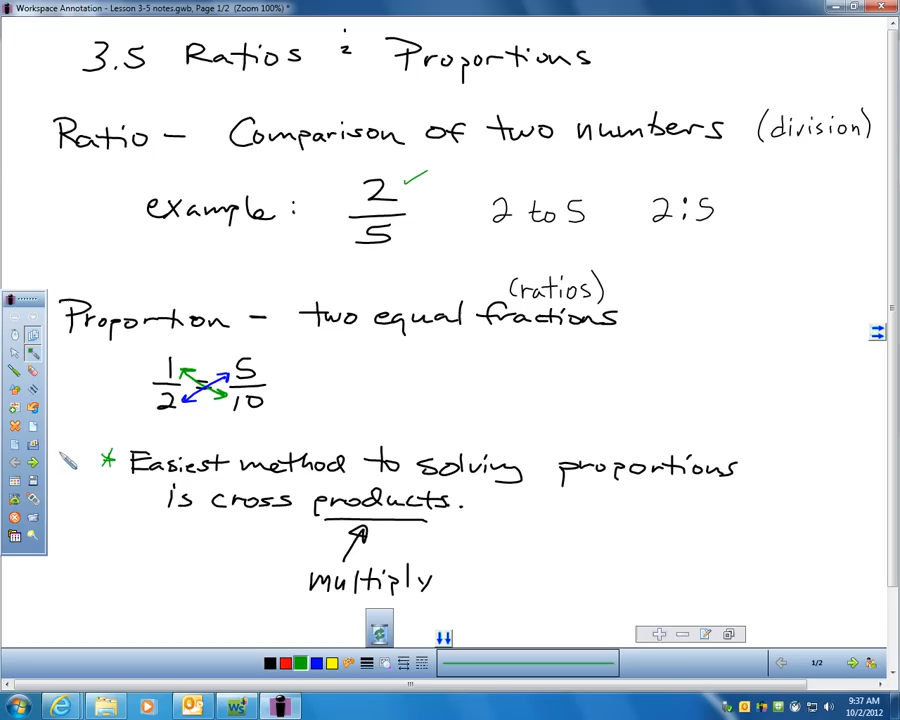 Workspace Annotation - Lesson 3-5 notes.gwb, Page 1/2 (Zoom 100%) *
3.5 Ratios & Proportions
Ratio - Comparison of two numbers (division)
example: 2/5 ✓ 2 to 5 2:5
(ratios)
Proportion - two equal fractions
1/2 = 5/10
* Easiest method to solving proportions
is cross products.
multiply
1/2
9:37 AM
10/2/2012